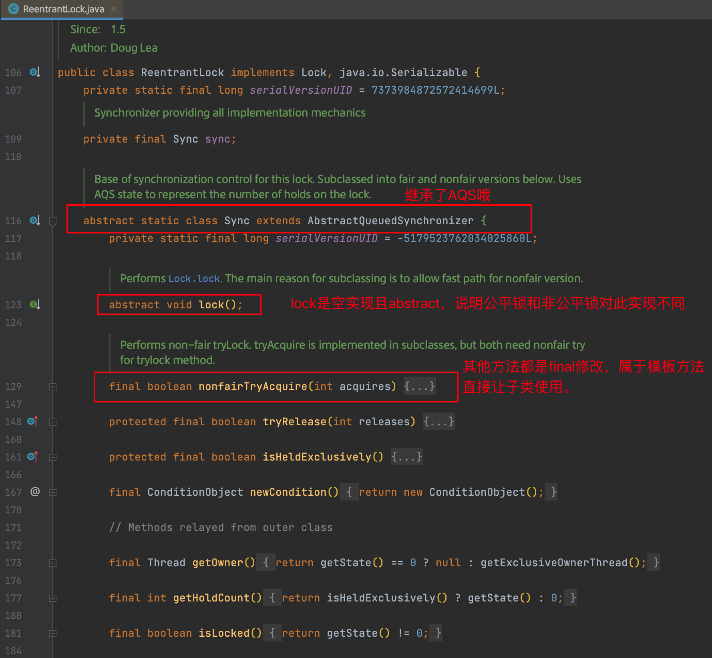 ReentrantLock.java
Since: 1.5
Author: Doug Lea
106 public class ReentrantLock implements Lock, java.io.Serializable {
107 private static final long serialVersionUID = 7373984872572414699L;
Synchronizer providing all implementation mechanics
109 private final Sync sync;
110
Base of synchronization control for this lock. Subclassed into fair and nonfair versions below. Uses
AQS state to represent the number of holds on the lock.
继承了AQS哦
116 abstract static class Sync extends AbstractQueuedSynchronizer {
117 private static final long serialVersionUID = -5179523762034025860L;
118
Performs Lock.lock. The main reason for subclassing is to allow fast path for nonfair version.
123 abstract void lock();
lock是空实现且abstract，说明公平锁和非公平锁对此实现不同
124
Performs non-fair tryLock. tryAcquire is implemented in subclasses, but both need nonfair try
for trylock method.
其他方法都是final修改，属于模板方法
直接让子类使用。
129 final boolean nonfairTryAcquire(int acquires) {...}
147
148 protected final boolean tryRelease(int releases) {...}
160
161 protected final boolean isHeldExclusively() {...}
166
167 @ final ConditionObject newCondition() { return new ConditionObject(); }
170
171 // Methods relayed from outer class
172
173 final Thread getOwner() { return getState() == 0 ? null : getExclusiveOwnerThread(); }
176
177 final int getHoldCount() { return isHeldExclusively() ? getState() : 0; }
180
181 final boolean isLocked() { return getState() != 0; }
184